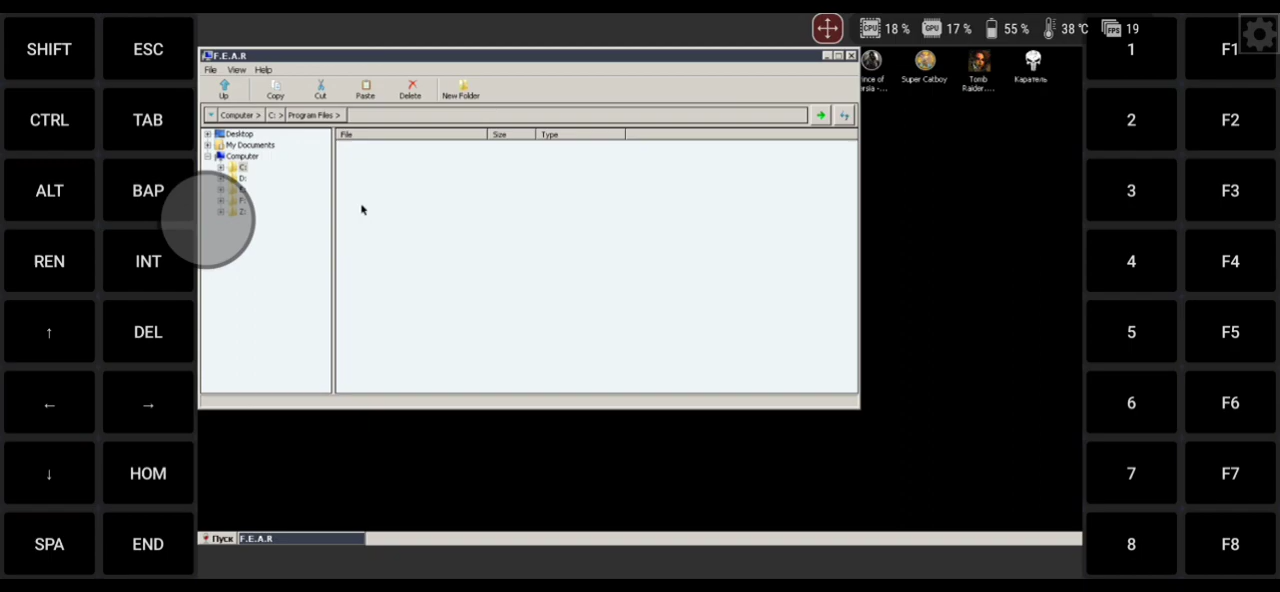 SHIFT
ESC
CTRL
TAB
ALT
BAP
REN
INT
↑
DEL
←
→
↓
HOM
SPA
END
CPU 18 % GPU 17 % 55 % 38 °C FPS 19
F.E.A.R
File View Help
Up Copy Cut Paste Delete New Folder
Computer > C: > Program Files >
Desktop
My Documents
Computer
C:
D:
F:
Z:
File Size Type
Super Catboy
Tomb
Raider....
Каратель
Пуск F.E.A.R
1
F1
2
F2
3
F3
4
F4
5
F5
6
F6
7
F7
8
F8